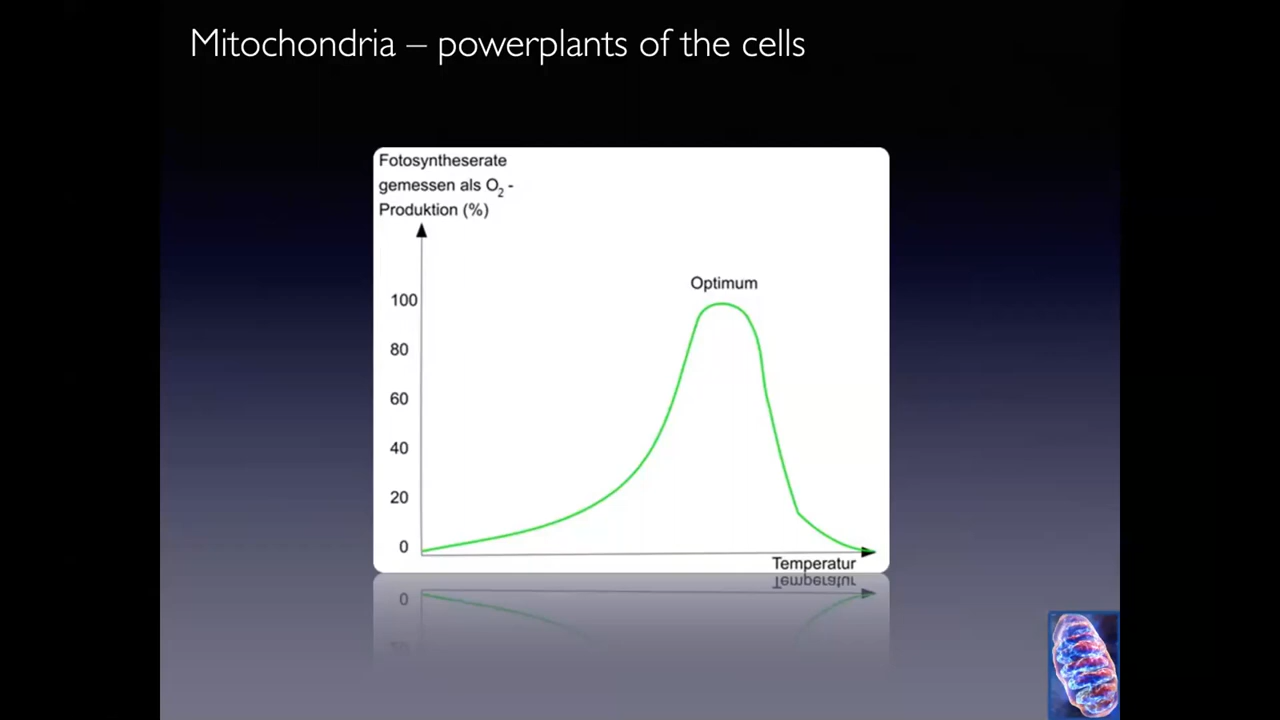 Mitochondria – powerplants of the cells
Fotosyntheserate
gemessen als O₂ -
Produktion (%)
Optimum
100
80
60
40
20
0
Temperatur